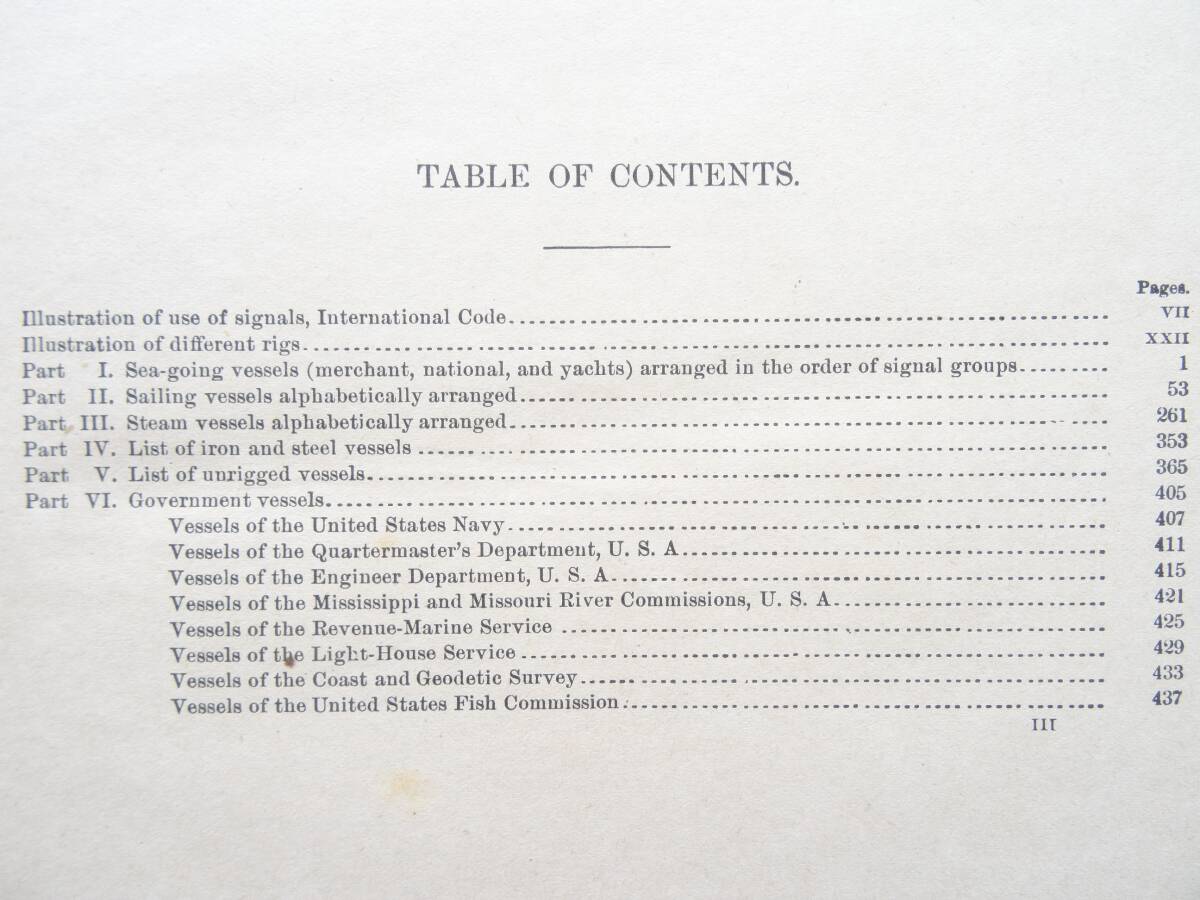 TABLE OF CONTENTS.
Pages.
Illustration of use of signals, International Code. VII
Illustration of different rigs. XXII
Part I. Sea-going vessels (merchant, national, and yachts) arranged in the order of signal groups. 1
Part II. Sailing vessels alphabetically arranged. 53
Part III. Steam vessels alphabetically arranged. 261
Part IV. List of iron and steel vessels 353
Part V. List of unrigged vessels. 365
Part VI. Government vessels. 405
Vessels of the United States Navy. 407
Vessels of the Quartermaster's Department, U. S. A. 411
Vessels of the Engineer Department, U. S. A. 415
Vessels of the Mississippi and Missouri River Commissions, U. S. A. 421
Vessels of the Revenue-Marine Service 425
Vessels of the Light-House Service 429
Vessels of the Coast and Geodetic Survey. 433
Vessels of the United States Fish Commission 437
III